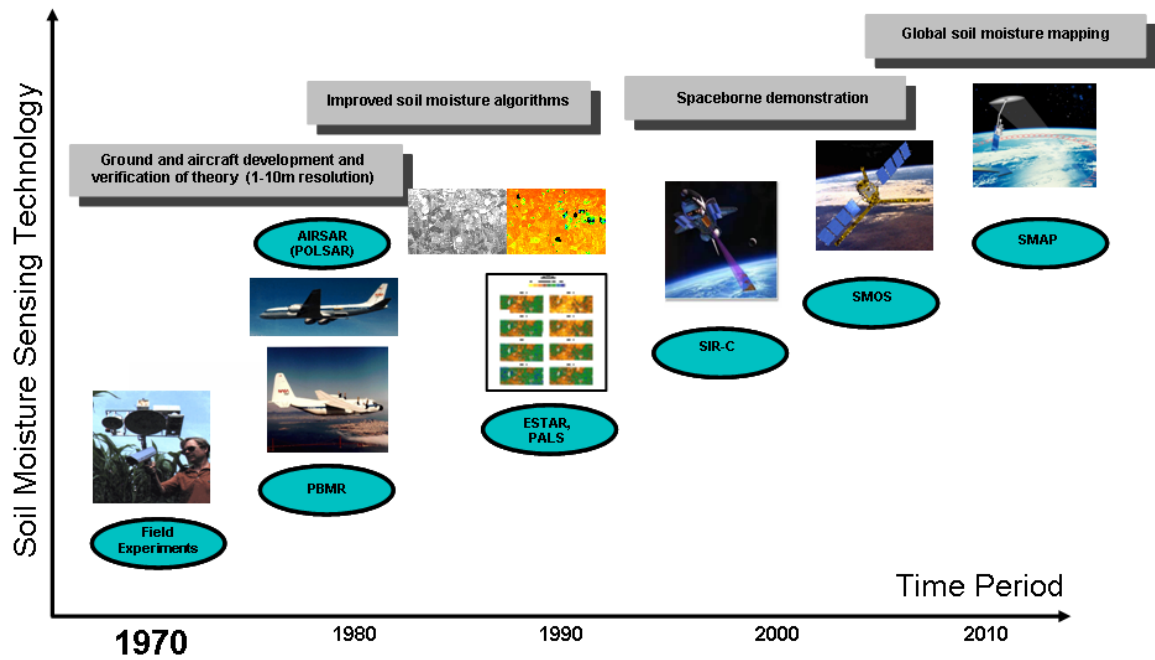 Global soil moisture mapping
Improved soil moisture algorithms
Spaceborne demonstration
Ground and aircraft development and
verification of theory (1-10m resolution)
AIRSAR
(POLSAR)
SMAP
SMOS
SIR-C
ESTAR,
PALS
PBMR
Field
Experiments
Soil Moisture Sensing Technology
Time Period
1970
1980
1990
2000
2010